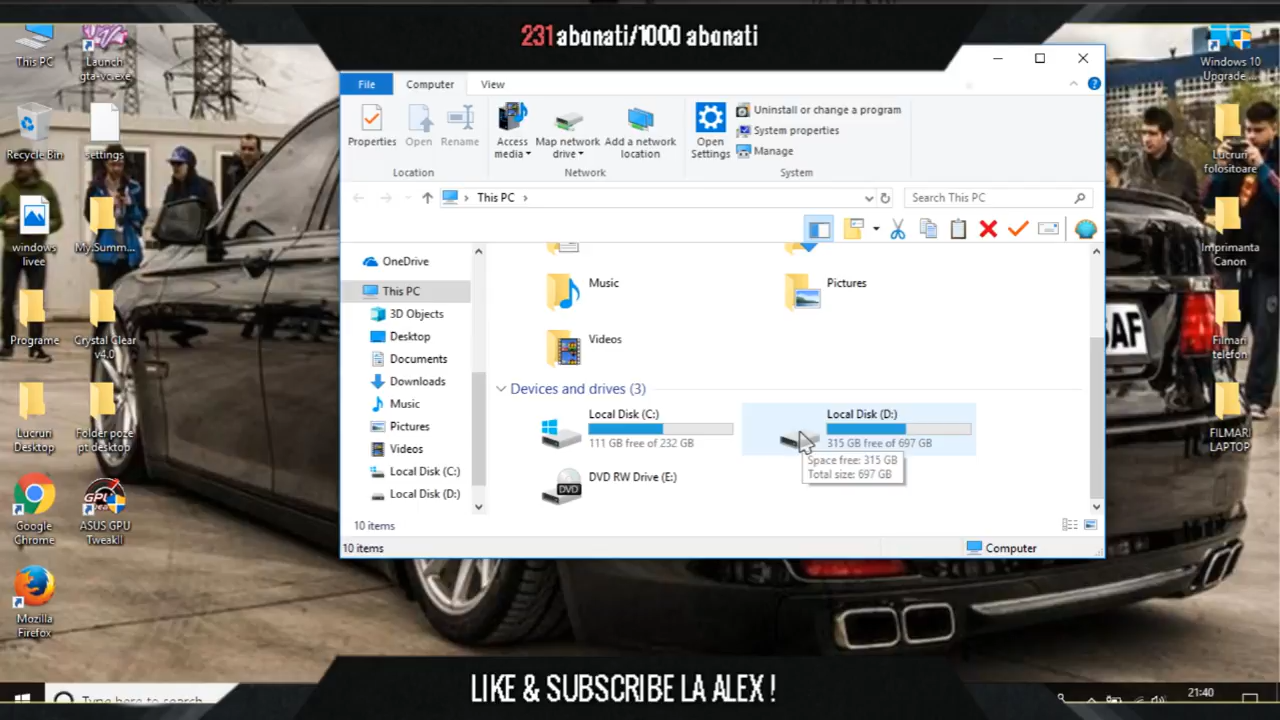 231 abonati/1000 abonati
This PC
Launch
gta-vc.exe
Recycle Bin
settings
windows
livee
My.Summ...
Programe
Crystal Clear
v4.0
Lucruri
Desktop
Folder poze
pt desktop
Google
Chrome
ASUS GPU
TweakII
Mozilla
Firefox
File
Computer
View
Properties
Open
Rename
Location
Access
media
Map network
drive
Add a network
location
Network
Open
Settings
Uninstall or change a program
System properties
Manage
System
This PC
Search This PC
OneDrive
This PC
3D Objects
Desktop
Documents
Downloads
Music
Pictures
Videos
Local Disk (C:)
Local Disk (D:)
Music
Pictures
Videos
Devices and drives (3)
Local Disk (C:)
111 GB free of 232 GB
Local Disk (D:)
315 GB free of 697 GB
Space free: 315 GB
Total size: 697 GB
DVD
DVD RW Drive (E:)
10 items
10 items
Computer
Windows 10
Upgrade ...
Lucruri
folositoare
Imprimanta
Canon
Filmari
telefon
FILMARI
LAPTOP
LIKE & SUBSCRIBE LA ALEX !
Type here to search
21:40